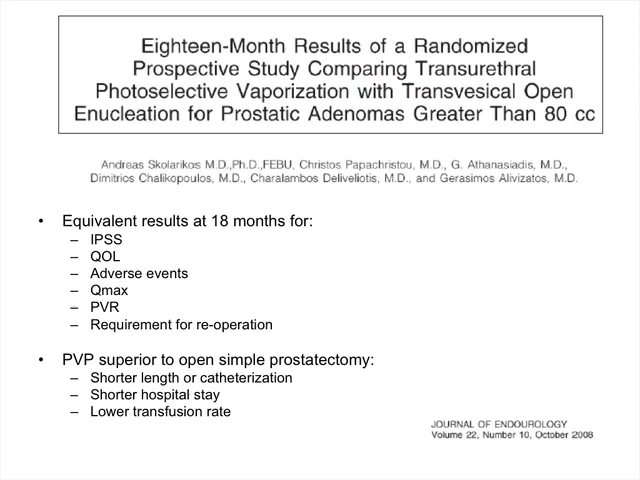 Eighteen-Month Results of a Randomized
Prospective Study Comparing Transurethral
Photoselective Vaporization with Transvesical Open
Enucleation for Prostatic Adenomas Greater Than 80 cc
Andreas Skolarikos M.D.,Ph.D.,FEBU, Christos Papachristou, M.D., G. Athanasiadis, M.D.,
Dimitrios Chalikopoulos, M.D., Charalambos Deliveliotis, M.D., and Gerasimos Alivizatos, M.D.
• Equivalent results at 18 months for:
– IPSS
– QOL
– Adverse events
– Qmax
– PVR
– Requirement for re-operation
• PVP superior to open simple prostatectomy:
– Shorter length or catheterization
– Shorter hospital stay
– Lower transfusion rate
JOURNAL OF ENDOUROLOGY
Volume 22, Number 10, October 2008